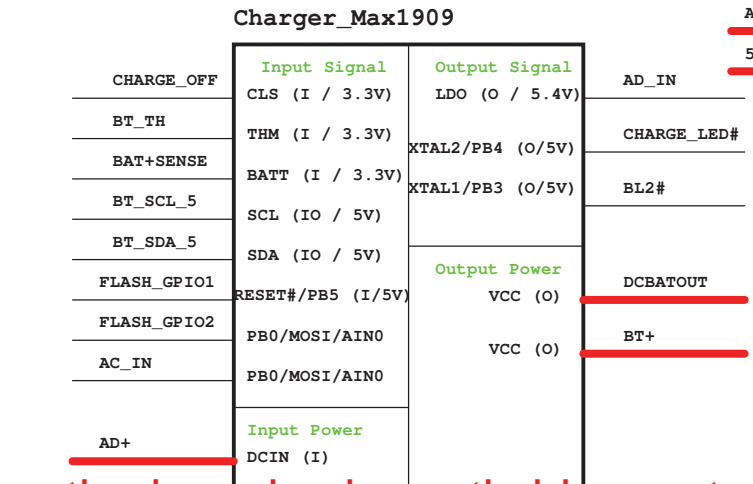 Charger_Max1909
A
5
Input Signal
Output Signal
CHARGE_OFF
CLS (I / 3.3V)
LDO (O / 5.4V)
AD_IN
BT_TH
THM (I / 3.3V)
XTAL2/PB4 (O/5V)
CHARGE_LED#
BAT+SENSE
BATT (I / 3.3V)
XTAL1/PB3 (O/5V)
BL2#
BT_SCL_5
SCL (IO / 5V)
BT_SDA_5
SDA (IO / 5V)
Output Power
FLASH_GPIO1
RESET#/PB5 (I/5V)
VCC (O)
DCBATOUT
FLASH_GPIO2
PB0/MOSI/AIN0
VCC (O)
BT+
AC_IN
PB0/MOSI/AIN0
Input Power
AD+
DCIN (I)